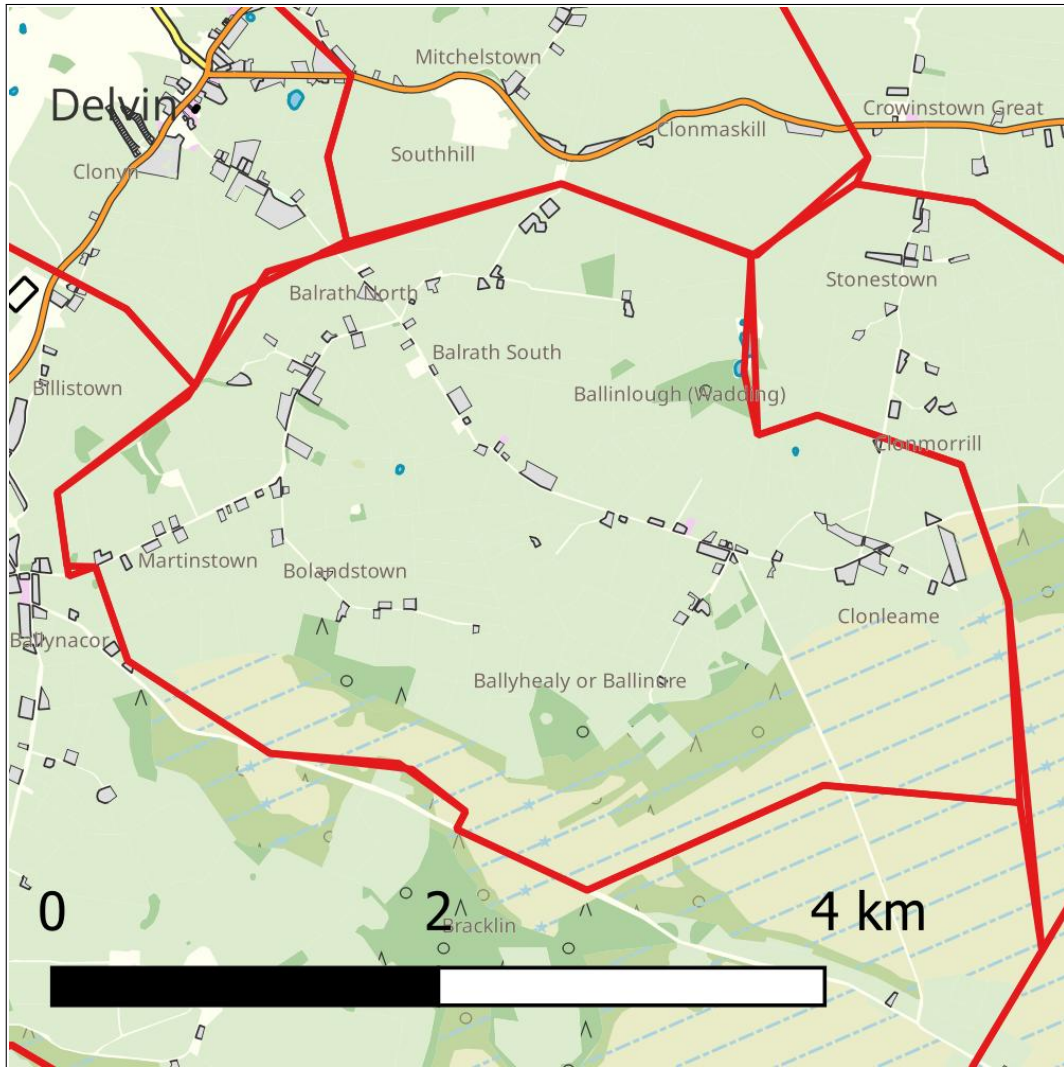 Mitchelstown
Delvin
Crowinstown Great
Clonmaskill
Southhill
Clonyn
Stonestown
Balrath North
Balrath South
Billistown
Ballinlough (Wadding)
Clonmorrill
Martinstown
Bolandstown
Clonleame
Ballynacor
Ballyhealy or Ballinure
0
2
4 km
Bracklin